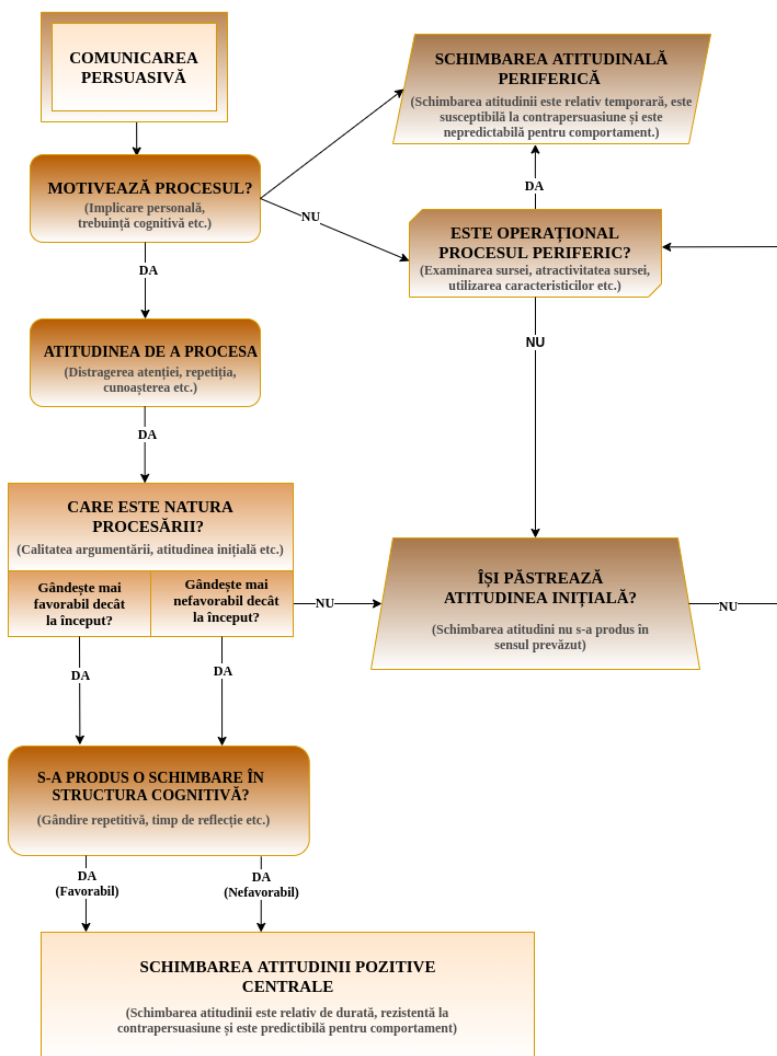 COMUNICAREA
PERSUASIVĂ
SCHIMBAREA ATITUDINALĂ
PERIFERICĂ
(Schimbarea atitudinii este relativ temporară, este
susceptibilă la contrapersuasiune și este
nepredictabilă pentru comportament.)
MOTIVEAZĂ PROCESUL?
(Implicare personală,
trebuință cognitivă etc.)
NU
DA
ESTE OPERAȚIONAL
PROCESUL PERIFERIC?
(Examinarea sursei, atractivitatea sursei,
utilizarea caracteristicilor etc.)
DA
NU
ATITUDINEA DE A PROCESA
(Distragerea atenției, repetiția,
cunoașterea etc.)
DA
CARE ESTE NATURA
PROCESĂRII?
(Calitatea argumentării, atitudinea inițială etc.)
Gândește mai
favorabil decât
la început?
Gândește mai
nefavorabil decât
la început?
NU
ÎȘI PĂSTREAZĂ
ATITUDINEA INIȚIALĂ?
(Schimbarea atitudini nu s-a produs în
sensul prevăzut)
NU
DA
DA
S-A PRODUS O SCHIMBARE ÎN
STRUCTURA COGNITIVĂ?
(Gândire repetitivă, timp de reflecție etc.)
DA
(Favorabil)
DA
(Nefavorabil)
SCHIMBAREA ATITUDINII POZITIVE
CENTRALE
(Schimbarea atitudinii este relativ de durată, rezistentă la
contrapersuasiune și este predictibilă pentru comportament)